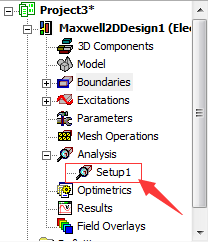 Project3*
Maxwell2DDesign1 (Ele
3D Components
Model
Boundaries
Excitations
Parameters
Mesh Operations
Analysis
Setup1
Optimetrics
Results
Field Overlays